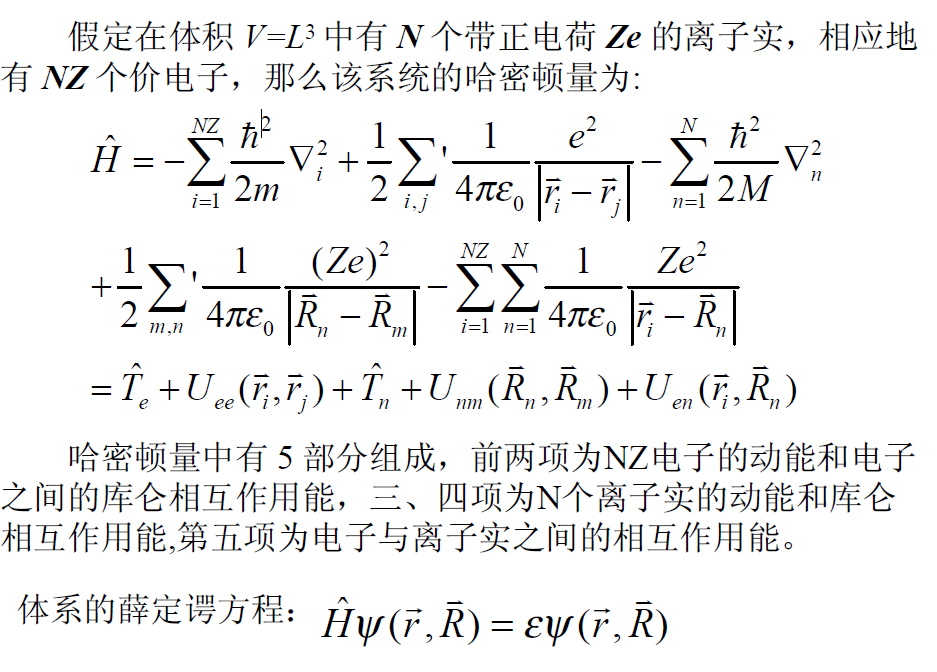 假定在体积 V=L³ 中有 N 个带正电荷 Ze 的离子实，相应地
有 NZ 个价电子，那么该系统的哈密顿量为:
$\hat{H} = -\sum_{i=1}^{NZ} \frac{\hbar^2}{2m} \nabla_i^2 + \frac{1}{2} \sum_{i,j}{}' \frac{1}{4\pi\varepsilon_0} \frac{e^2}{|\vec{r}_i - \vec{r}_j|} - \sum_{n=1}^{N} \frac{\hbar^2}{2M} \nabla_n^2$
$+ \frac{1}{2} \sum_{m,n}{}' \frac{1}{4\pi\varepsilon_0} \frac{(Ze)^2}{|\vec{R}_n - \vec{R}_m|} - \sum_{i=1}^{NZ} \sum_{n=1}^{N} \frac{1}{4\pi\varepsilon_0} \frac{Ze^2}{|\vec{r}_i - \vec{R}_n|}$
$= \hat{T}_e + U_{ee}(\vec{r}_i, \vec{r}_j) + \hat{T}_n + U_{nm}(\vec{R}_n, \vec{R}_m) + U_{en}(\vec{r}_i, \vec{R}_n)$
哈密顿量中有 5 部分组成，前两项为NZ电子的动能和电子
之间的库仑相互作用能，三、四项为N个离子实的动能和库仑
相互作用能,第五项为电子与离子实之间的相互作用能。
体系的薛定谔方程： $\hat{H}\psi(\vec{r}, \vec{R}) = \varepsilon\psi(\vec{r}, \vec{R})$